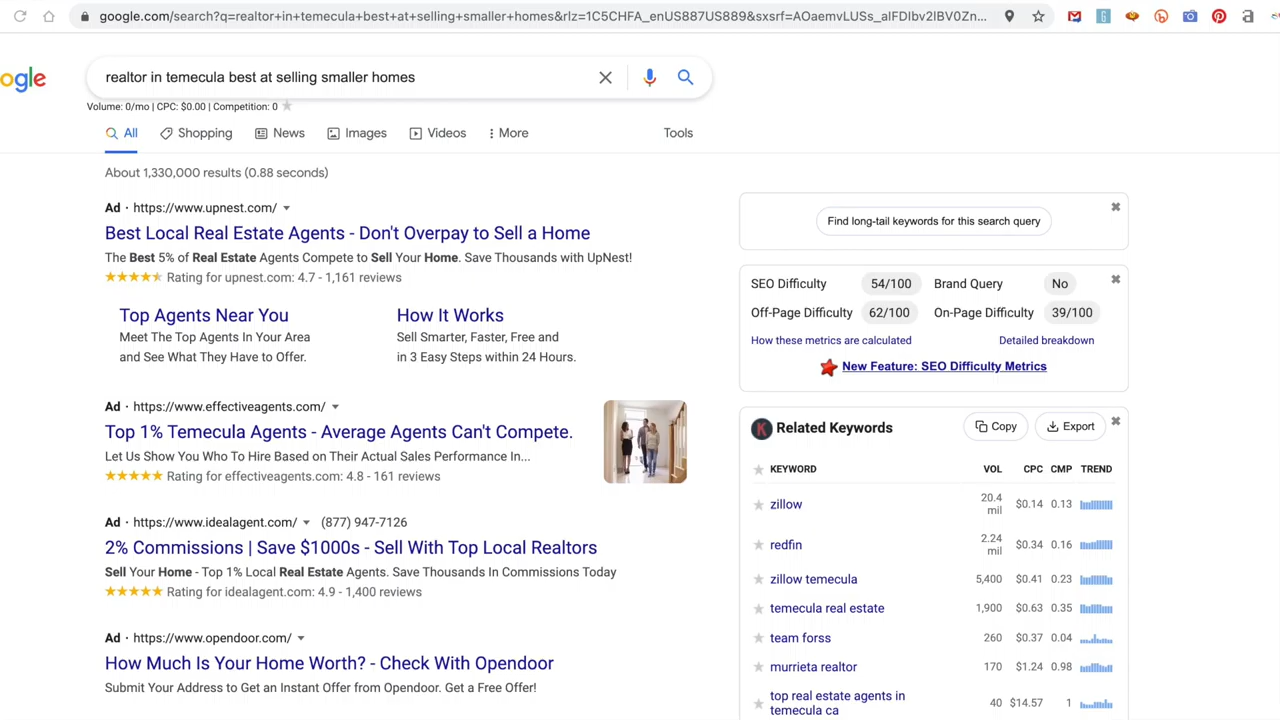 google.com/search?q=realtor+in+temecula+best+at+selling+smaller+homes&rlz=1C5CHFA_enUS887US889&sxsrf=AOaemvLUSs_aIFDIbv2IBV0Zn...
ogle
realtor in temecula best at selling smaller homes
Volume: 0/mo | CPC: $0.00 | Competition: 0
All
Shopping
News
Images
Videos
More
Tools
About 1,330,000 results (0.88 seconds)
Ad · https://www.upnest.com/
Best Local Real Estate Agents - Don't Overpay to Sell a Home
The Best 5% of Real Estate Agents Compete to Sell Your Home. Save Thousands with UpNest!
Rating for upnest.com: 4.7 - 1,161 reviews
Top Agents Near You
Meet The Top Agents In Your Area
and See What They Have to Offer.
How It Works
Sell Smarter, Faster, Free and
in 3 Easy Steps within 24 Hours.
Ad · https://www.effectiveagents.com/
Top 1% Temecula Agents - Average Agents Can't Compete.
Let Us Show You Who To Hire Based on Their Actual Sales Performance In...
Rating for effectiveagents.com: 4.8 - 161 reviews
Ad · https://www.idealagent.com/ (877) 947-7126
2% Commissions | Save $1000s - Sell With Top Local Realtors
Sell Your Home - Top 1% Local Real Estate Agents. Save Thousands In Commissions Today
Rating for idealagent.com: 4.9 - 1,400 reviews
Ad · https://www.opendoor.com/
How Much Is Your Home Worth? - Check With Opendoor
Submit Your Address to Get an Instant Offer from Opendoor. Get a Free Offer!
Find long-tail keywords for this search query
SEO Difficulty 54/100 Brand Query No
Off-Page Difficulty 62/100 On-Page Difficulty 39/100
How these metrics are calculated Detailed breakdown
New Feature: SEO Difficulty Metrics
K Related Keywords Copy Export
KEYWORD VOL CPC CMP TREND
zillow 20.4 mil $0.14 0.13
redfin 2.24 mil $0.34 0.16
zillow temecula 5,400 $0.41 0.23
temecula real estate 1,900 $0.63 0.35
team forss 260 $0.37 0.04
murrieta realtor 170 $1.24 0.98
top real estate agents in
temecula ca 40 $14.57 1